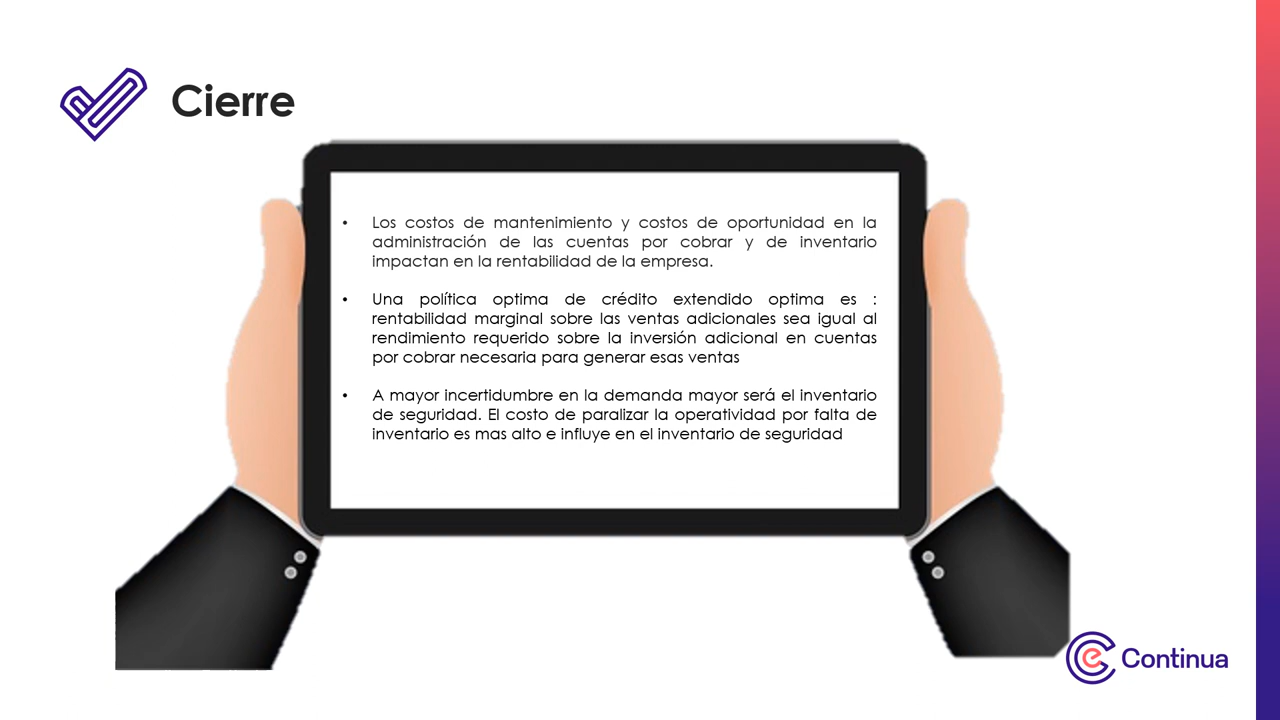 Cierre
• Los costos de mantenimiento y costos de oportunidad en la
administración de las cuentas por cobrar y de inventario
impactan en la rentabilidad de la empresa.
• Una política optima de crédito extendido optima es :
rentabilidad marginal sobre las ventas adicionales sea igual al
rendimiento requerido sobre la inversión adicional en cuentas
por cobrar necesaria para generar esas ventas
• A mayor incertidumbre en la demanda mayor será el inventario
de seguridad. El costo de paralizar la operatividad por falta de
inventario es mas alto e influye en el inventario de seguridad
e Continua